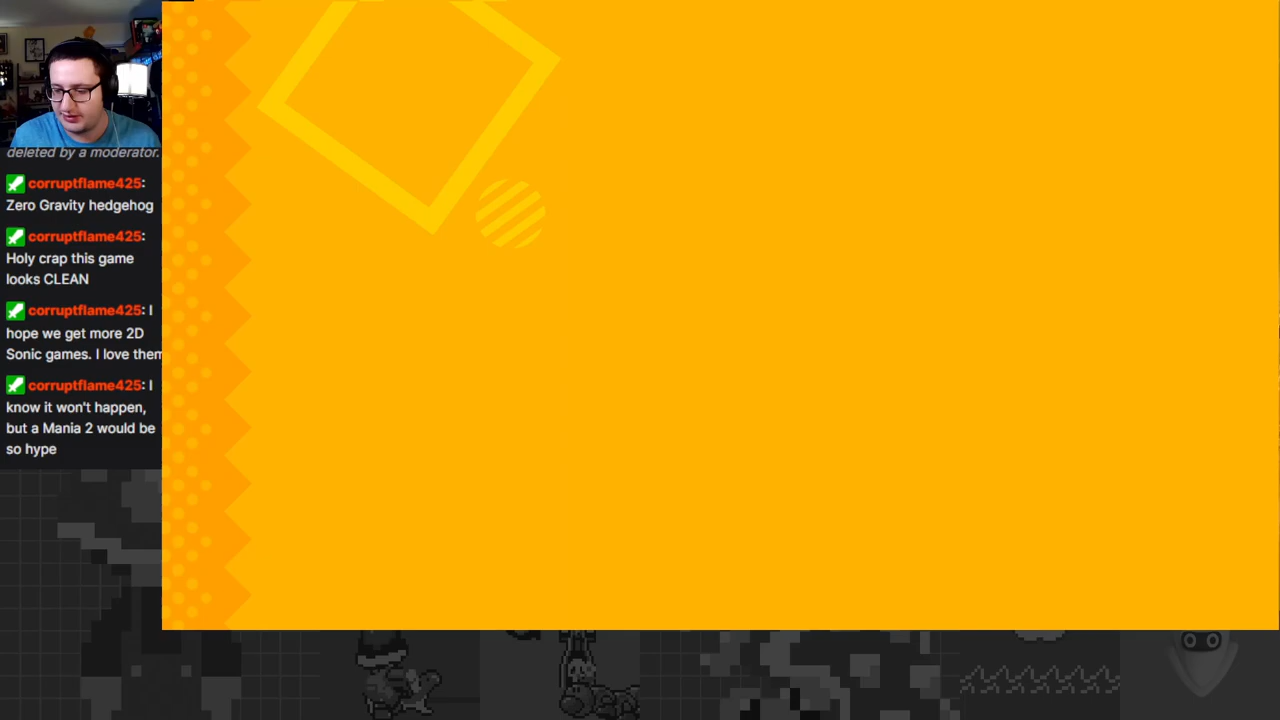 deleted by a moderator.
corruptflame425:
Zero Gravity hedgehog
corruptflame425:
Holy crap this game
looks CLEAN
corruptflame425: I
hope we get more 2D
Sonic games. I love them
corruptflame425: I
know it won't happen,
but a Mania 2 would be
so hype